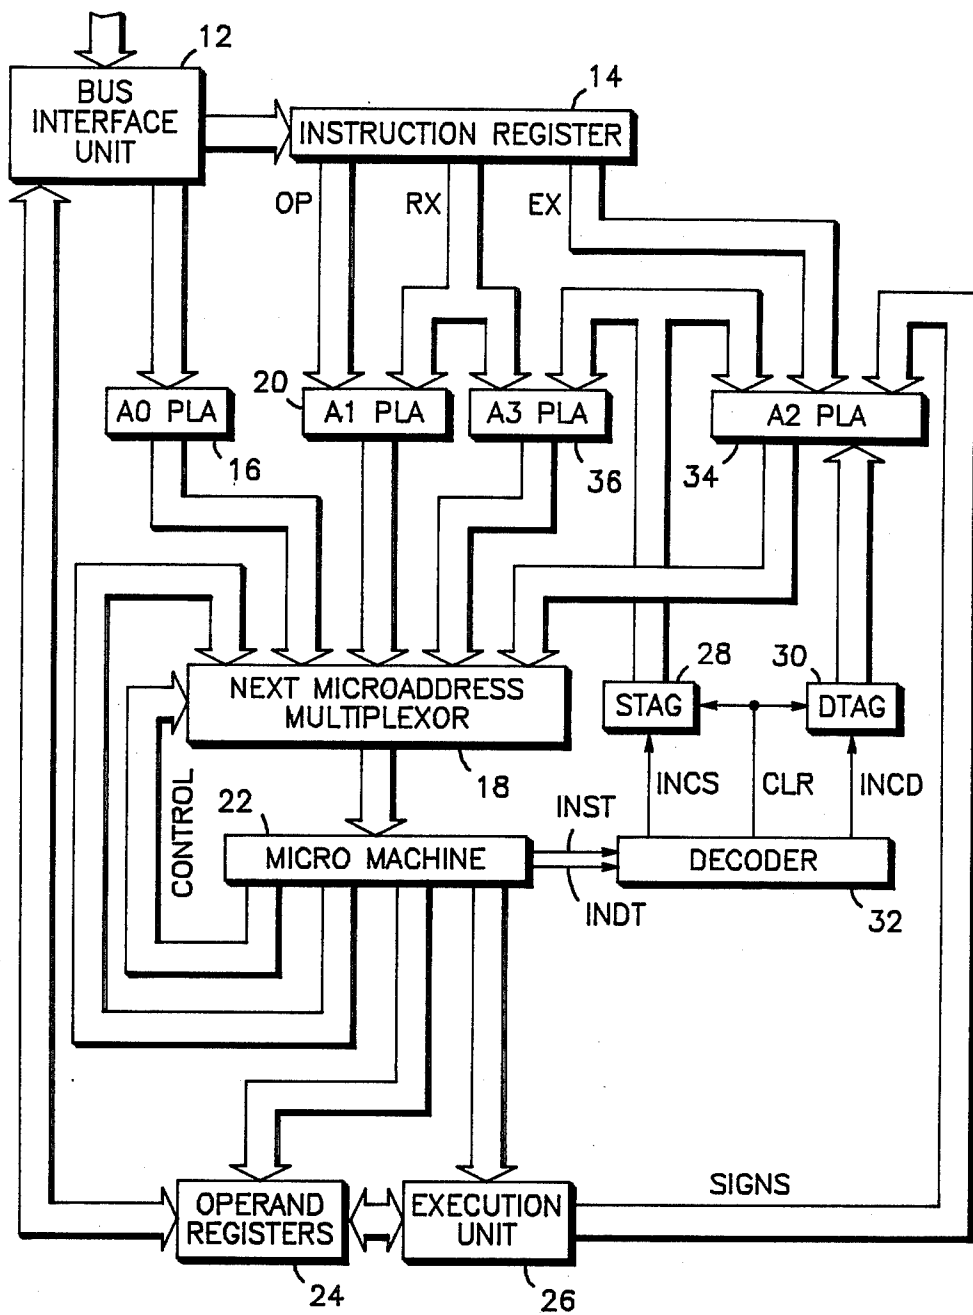 12
BUS
INTERFACE
UNIT
14
INSTRUCTION REGISTER
OP
RX
EX
A0 PLA
16
20
A1 PLA
A3 PLA
36
A2 PLA
34
NEXT MICROADDRESS
MULTIPLEXOR
18
28
STAG
30
DTAG
INCS
CLR
INCD
CONTROL
22
MICRO MACHINE
INST
INDT
DECODER
32
OPERAND
REGISTERS
24
EXECUTION
UNIT
26
SIGNS